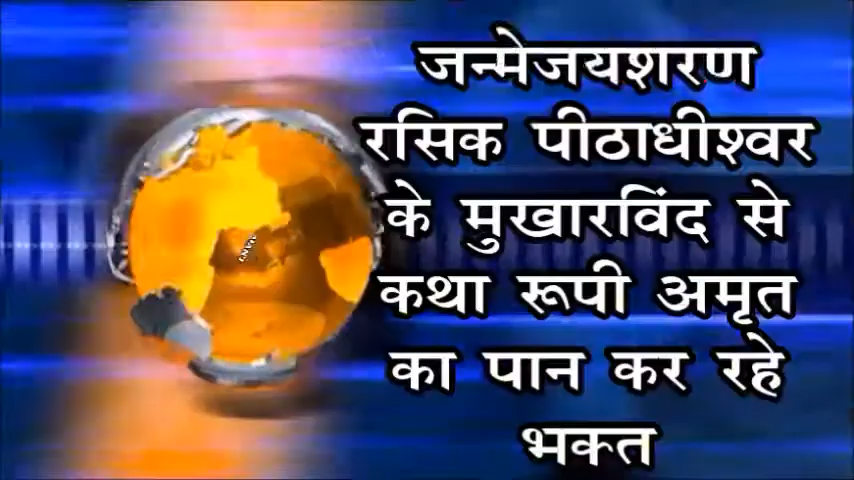 जन्मेजयशरण
रसिक पीठाधीश्वर
के मुखारविंद से
कथा रूपी अमृत
का पान कर रहे
भक्त